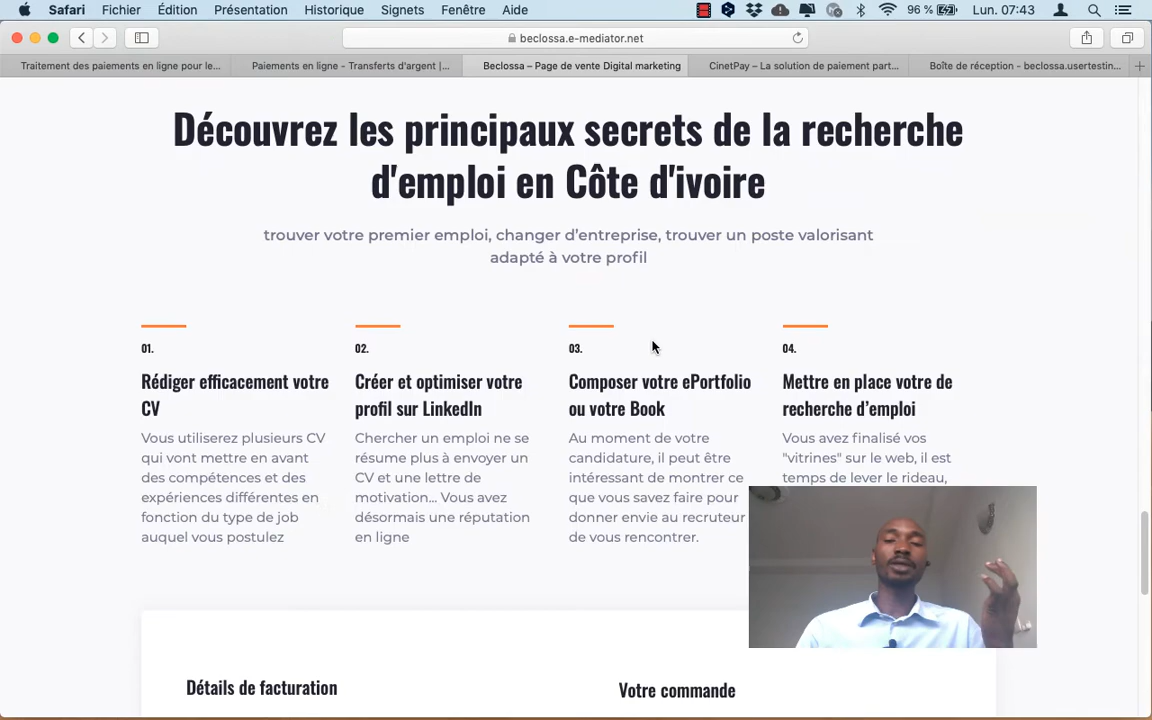 Safari Fichier Édition Présentation Historique Signets Fenêtre Aide 96 % Lun. 07:43
beclossa.e-mediator.net
Traitement des paiements en ligne pour le... Paiements en ligne - Transferts d'argent |... Beclossa – Page de vente Digital marketing CinetPay – La solution de paiement part... Boîte de réception - beclossa.usertestin...
Découvrez les principaux secrets de la recherche
d'emploi en Côte d'ivoire
trouver votre premier emploi, changer d’entreprise, trouver un poste valorisant
adapté à votre profil
01.
Rédiger efficacement votre
CV
Vous utiliserez plusieurs CV
qui vont mettre en avant
des compétences et des
expériences différentes en
fonction du type de job
auquel vous postulez
02.
Créer et optimiser votre
profil sur LinkedIn
Chercher un emploi ne se
résume plus à envoyer un
CV et une lettre de
motivation... Vous avez
désormais une réputation
en ligne
03.
Composer votre ePortfolio
ou votre Book
Au moment de votre
candidature, il peut être
intéressant de montrer ce
que vous savez faire pour
donner envie au recruteur
de vous rencontrer.
04.
Mettre en place votre de
recherche d’emploi
Vous avez finalisé vos
"vitrines" sur le web, il est
temps de lever le rideau,
Détails de facturation
Votre commande